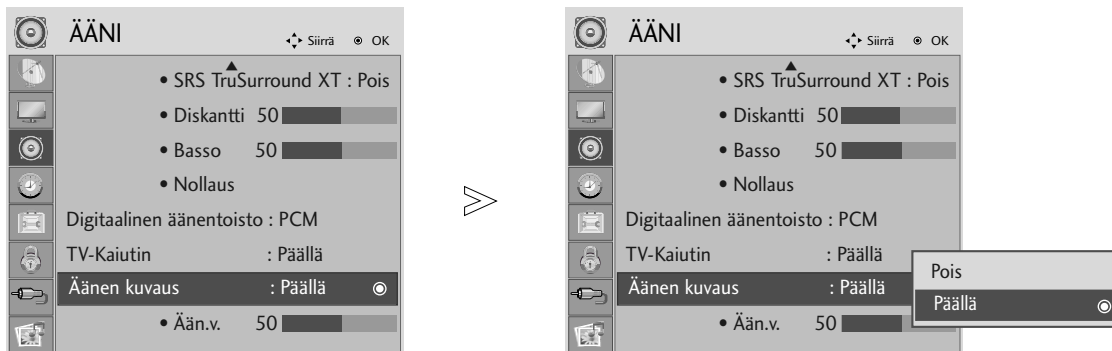 ÄÄNI
Siirrä OK
• SRS TruSurround XT : Pois
• Diskantti 50
• Basso 50
• Nollaus
Digitaalinen äänentoisto : PCM
TV-Kaiutin : Päällä
Äänen kuvaus : Päällä
• Ään.v. 50
ÄÄNI
Siirrä OK
• SRS TruSurround XT : Pois
• Diskantti 50
• Basso 50
• Nollaus
Digitaalinen äänentoisto : PCM
TV-Kaiutin : Päällä
Äänen kuvaus : Päällä
• Ään.v. 50
Pois
Päällä